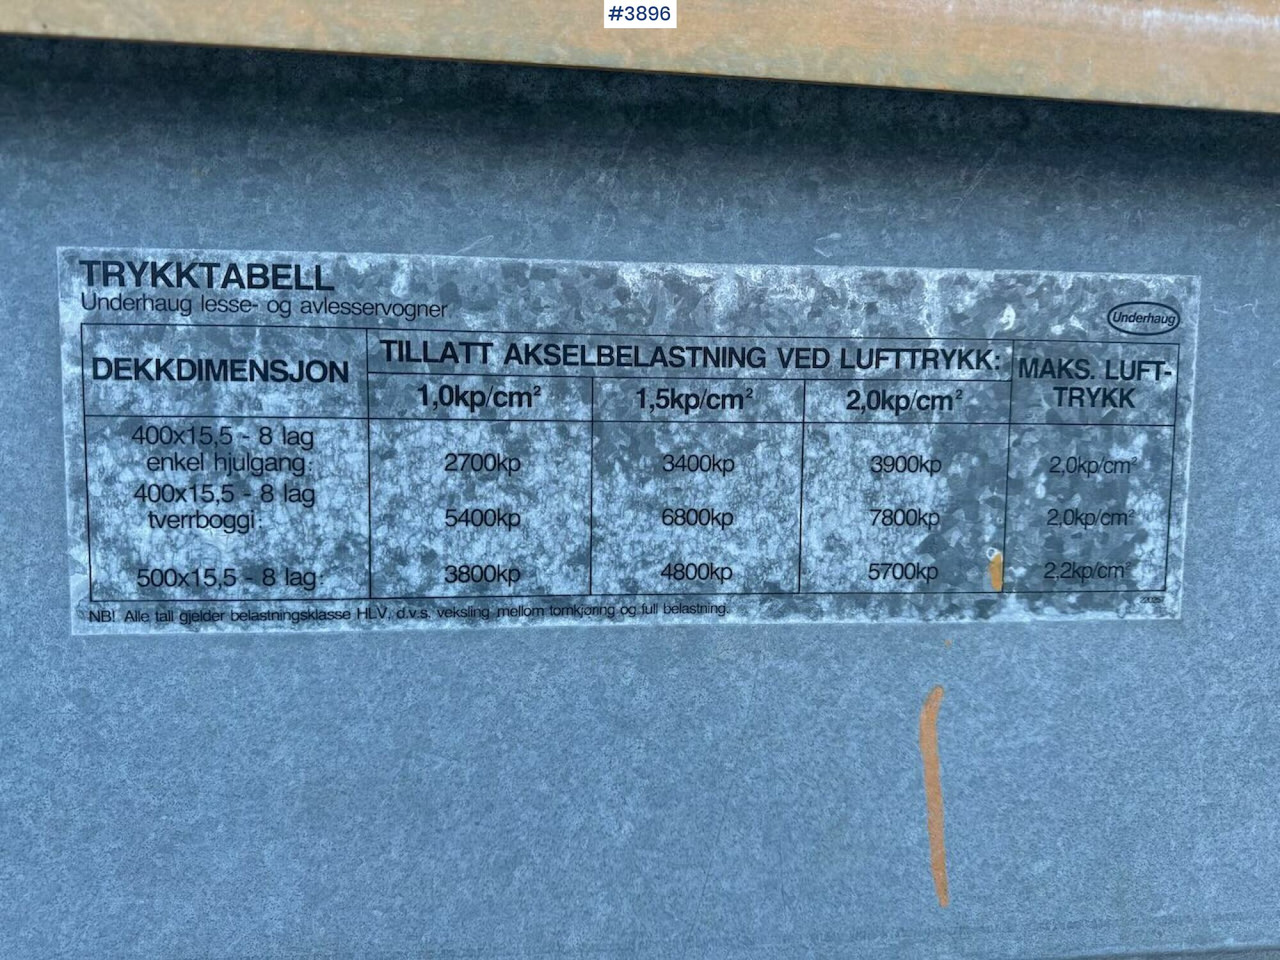 #3896
TRYKKTABELL
Underhaug lesse- og avlesservogner
Underhaug
DEKKDIMENSJON
TILLATT AKSELBELASTNING VED LUFTTRYKK:
MAKS. LUFT-
TRYKK
1,0kp/cm² 1,5kp/cm² 2,0kp/cm²
400x15,5 - 8 lag
enkel hjulgang: 2700kp 3400kp 3900kp 2,0kp/cm²
400x15,5 - 8 lag
tverrboggi: 5400kp 6800kp 7800kp 2,0kp/cm²
500x15,5 - 8 lag: 3800kp 4800kp 5700kp 2,2kp/cm²
NB! Alle tall gjelder belastningsklasse HLV, d.v.s. veksling mellom tomkjøring og full belastning.